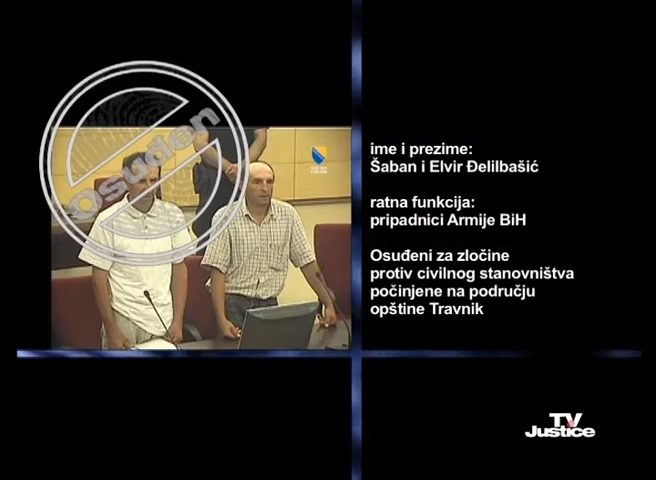 Osuđen
ime i prezime:
Šaban i Elvir Đelilbašić
ratna funkcija:
pripadnici Armije BiH
Osuđeni za zločine
protiv civilnog stanovništva
počinjene na području
opštine Travnik
TV
Justice